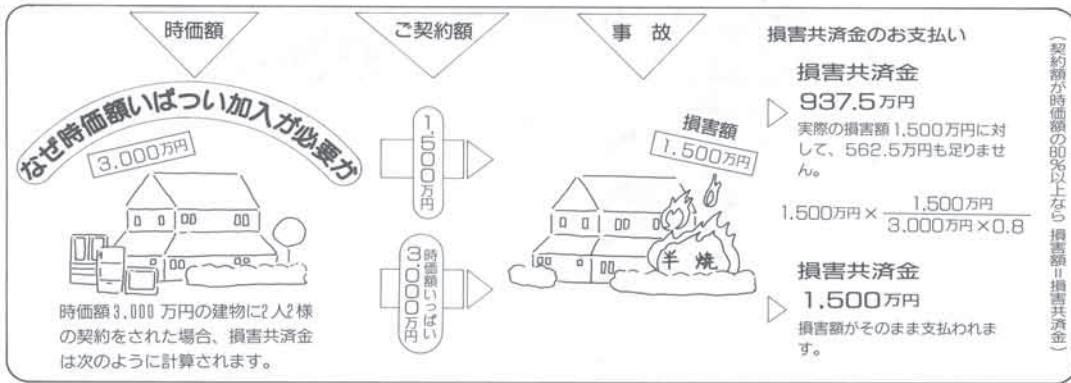 時価額
ご契約額
事 故
損害共済金のお支払い
なぜ時価額いぱつい加入が必要か
3.000万円
時価額3.000 万円の建物に2人2様
の契約をされた場合、損害共済金
は次のように計算されます。
1,500万円
時価額いっぱい
3,000万円
損害額
1.500万円
半 焼
損害共済金
937.5万円
実際の損害額1.500万円に対
して、562.5万円も足りませ
ん。
1.500万円 × 1.500万円 / 3.000万円×0.8
損害共済金
1.500万円
損害額がそのまま支払われま
す。
(契約額が時価額の80%以上なら 損害額=損害共済金)